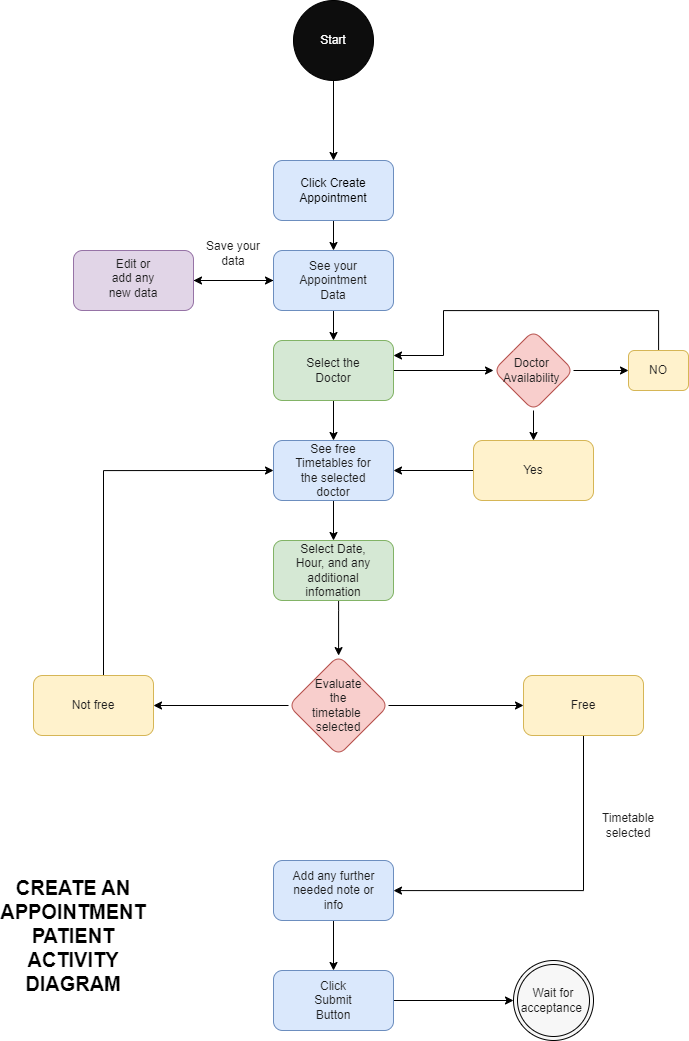 Start
Click Create
Appointment
Save your
data
Edit or
add any
new data
See your
Appointment
Data
Select the
Doctor
Doctor
Availability
NO
See free
Timetables for
the selected
doctor
Yes
Select Date,
Hour, and any
additional
infomation
Evaluate
the
timetable
selected
Not free
Free
Timetable
selected
Add any further
needed note or
info
CREATE AN
APPOINTMENT
PATIENT
ACTIVITY
DIAGRAM
Click
Submit
Button
Wait for
acceptance